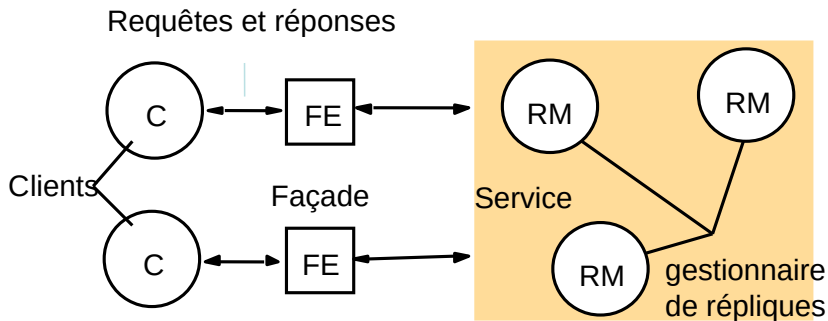 Requêtes et réponses
C
FE
RM
RM
Clients
Façade
Service
C
FE
RM
gestionnaire
de répliques